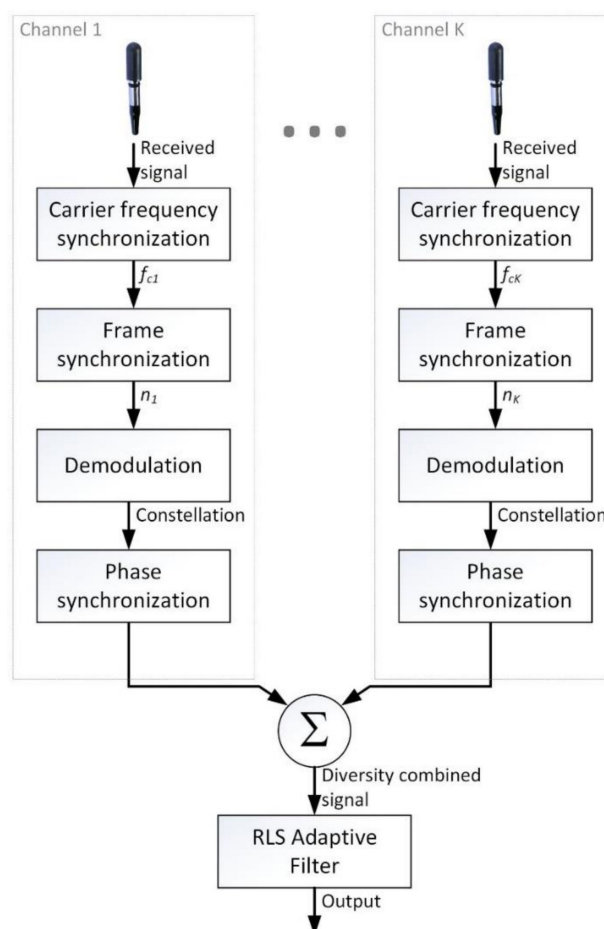 Channel 1
Received
signal
Carrier frequency
synchronization
fc1
Frame
synchronization
n1
Demodulation
Constellation
Phase
synchronization
Channel K
Received
signal
Carrier frequency
synchronization
fcK
Frame
synchronization
nK
Demodulation
Constellation
Phase
synchronization
Σ
Diversity combined
signal
RLS Adaptive
Filter
Output